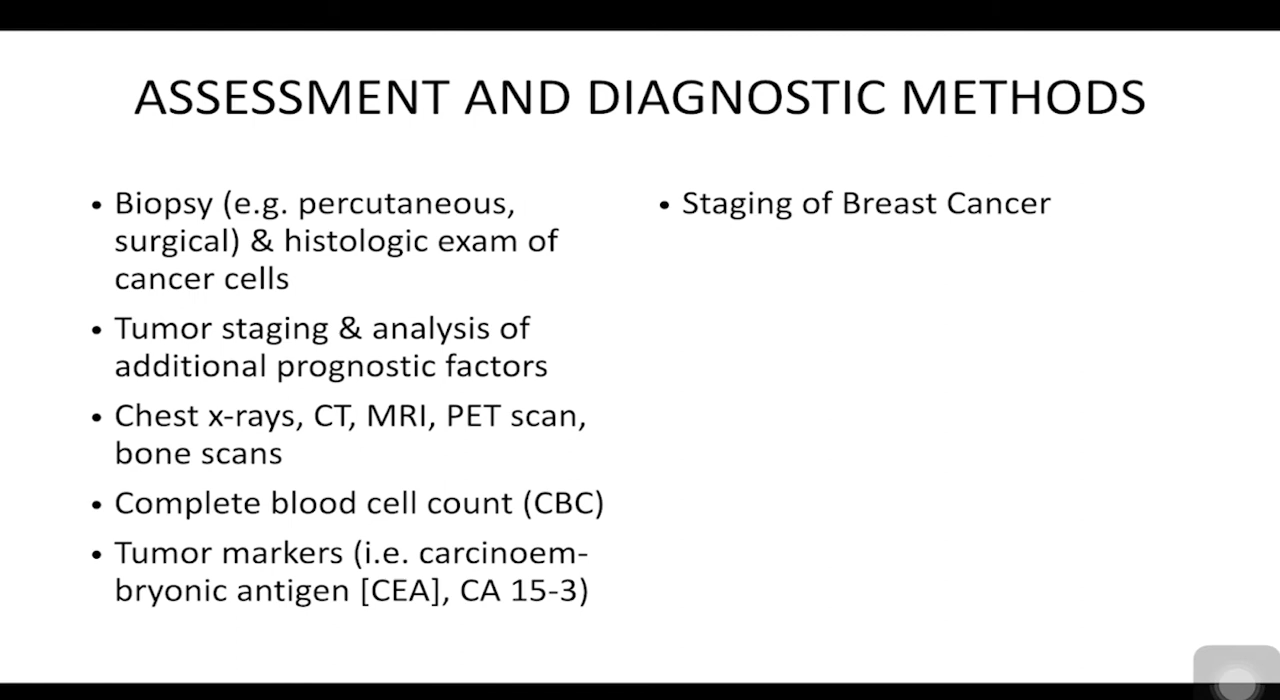 ASSESSMENT AND DIAGNOSTIC METHODS
• Biopsy (e.g. percutaneous,
surgical) & histologic exam of
cancer cells
• Tumor staging & analysis of
additional prognostic factors
• Chest x-rays, CT, MRI, PET scan,
bone scans
• Complete blood cell count (CBC)
• Tumor markers (i.e. carcinoem-
bryonic antigen [CEA], CA 15-3)
• Staging of Breast Cancer